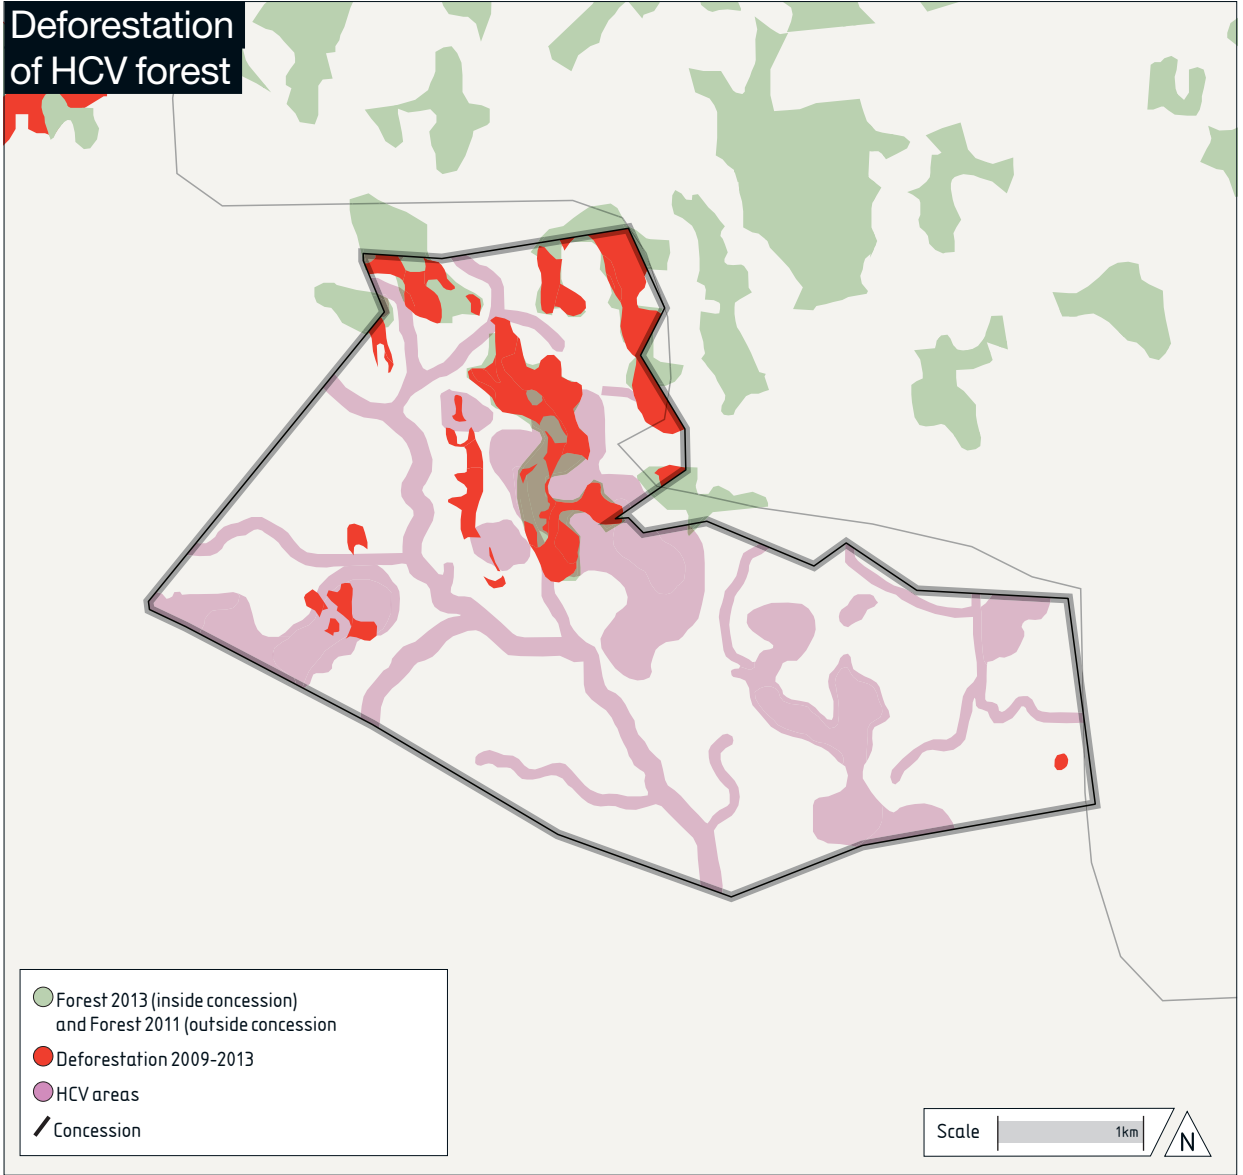 Deforestation
of HCV forest
Forest 2013 (inside concession)
and Forest 2011 (outside concession
Deforestation 2009-2013
HCV areas
Concession
Scale
1km
N